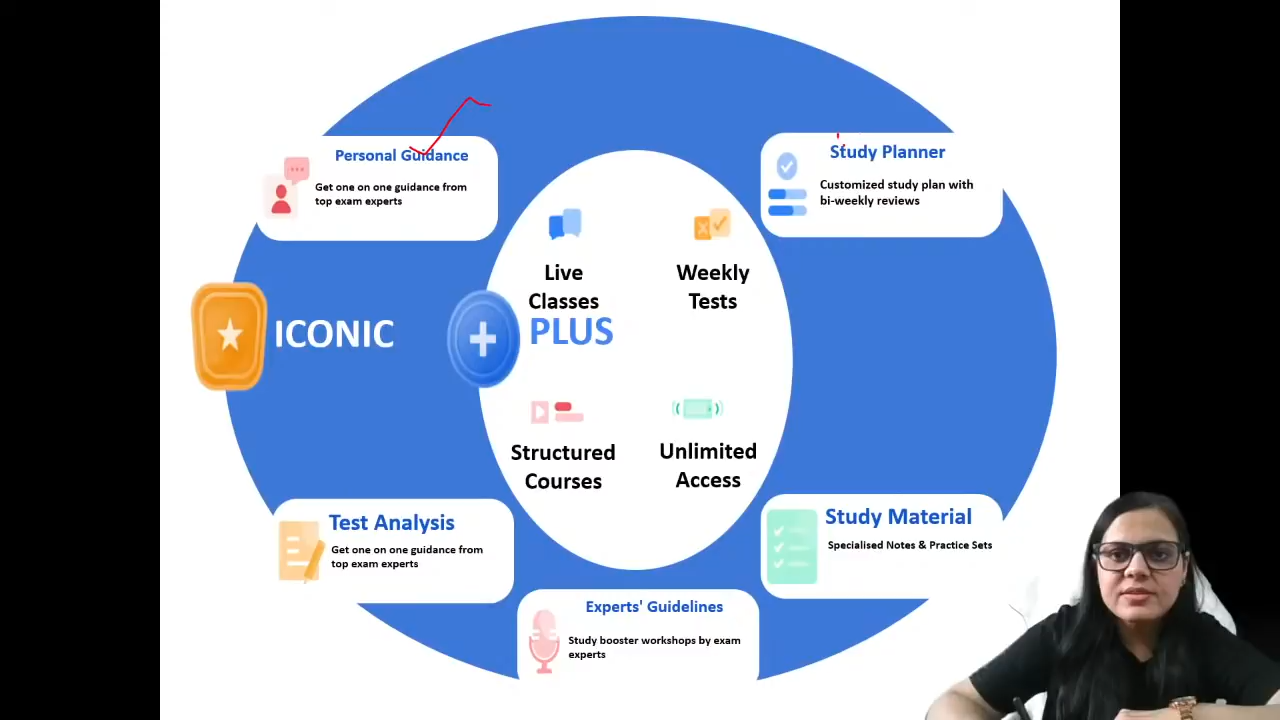 Personal Guidance
Get one on one guidance from
top exam experts
Study Planner
Customized study plan with
bi-weekly reviews
Live
Classes
Weekly
Tests
ICONIC
PLUS
Structured
Courses
Unlimited
Access
Test Analysis
Get one on one guidance from
top exam experts
Study Material
Specialised Notes & Practice Sets
Experts' Guidelines
Study booster workshops by exam
experts